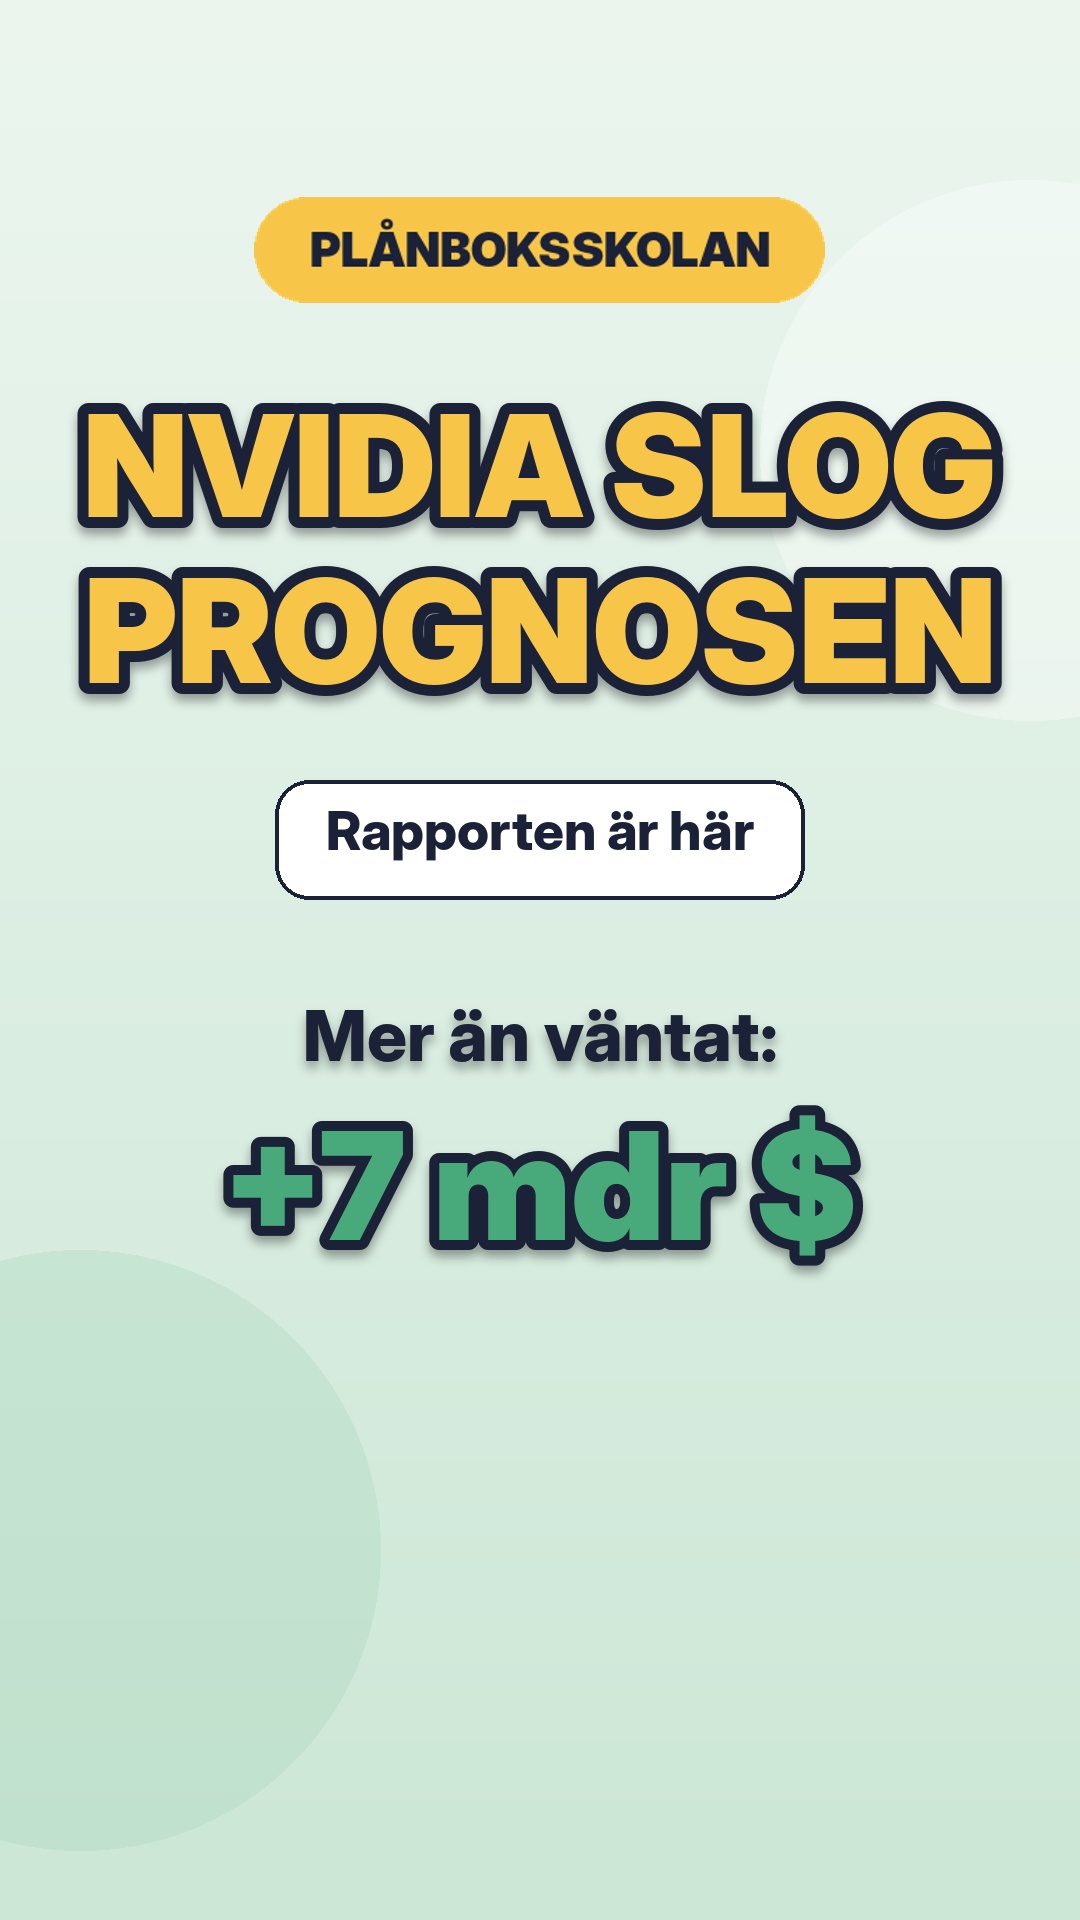 PLÅNBOKSSKOLAN
NVIDIA SLOG
PROGNOSEN
Rapporten är här
Mer än väntat:
+7 mdr $